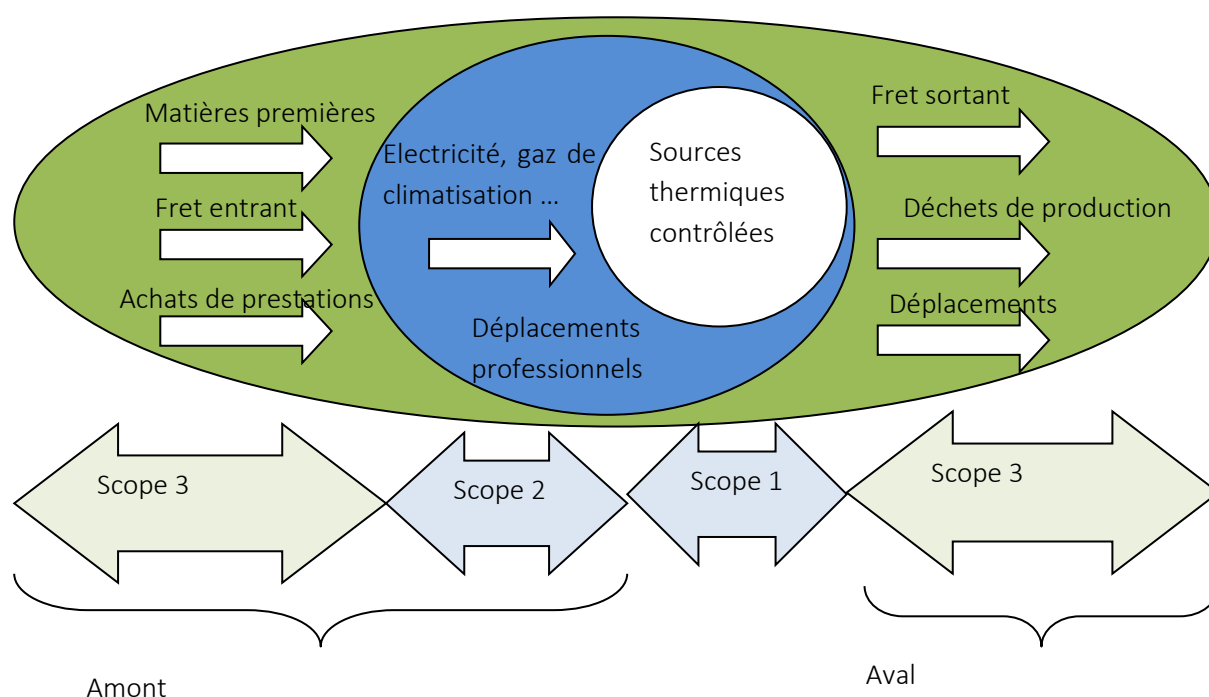 Matières premières
Fret entrant
Achats de prestations
Electricité, gaz de
climatisation ...
Déplacements
professionnels
Sources
thermiques
contrôlées
Fret sortant
Déchets de production
Déplacements
Scope 3
Scope 2
Scope 1
Scope 3
Amont
Aval